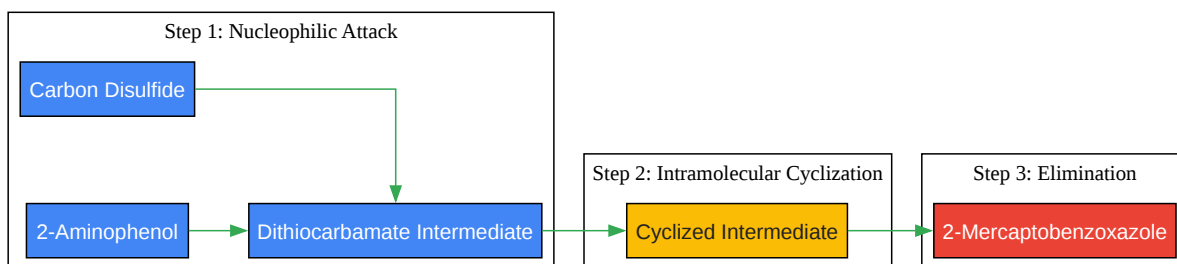 Step 1: Nucleophilic Attack
Carbon Disulfide
2-Aminophenol
Dithiocarbamate Intermediate
Step 2: Intramolecular Cyclization
Cyclized Intermediate
Step 3: Elimination
2-Mercaptobenzoxazole